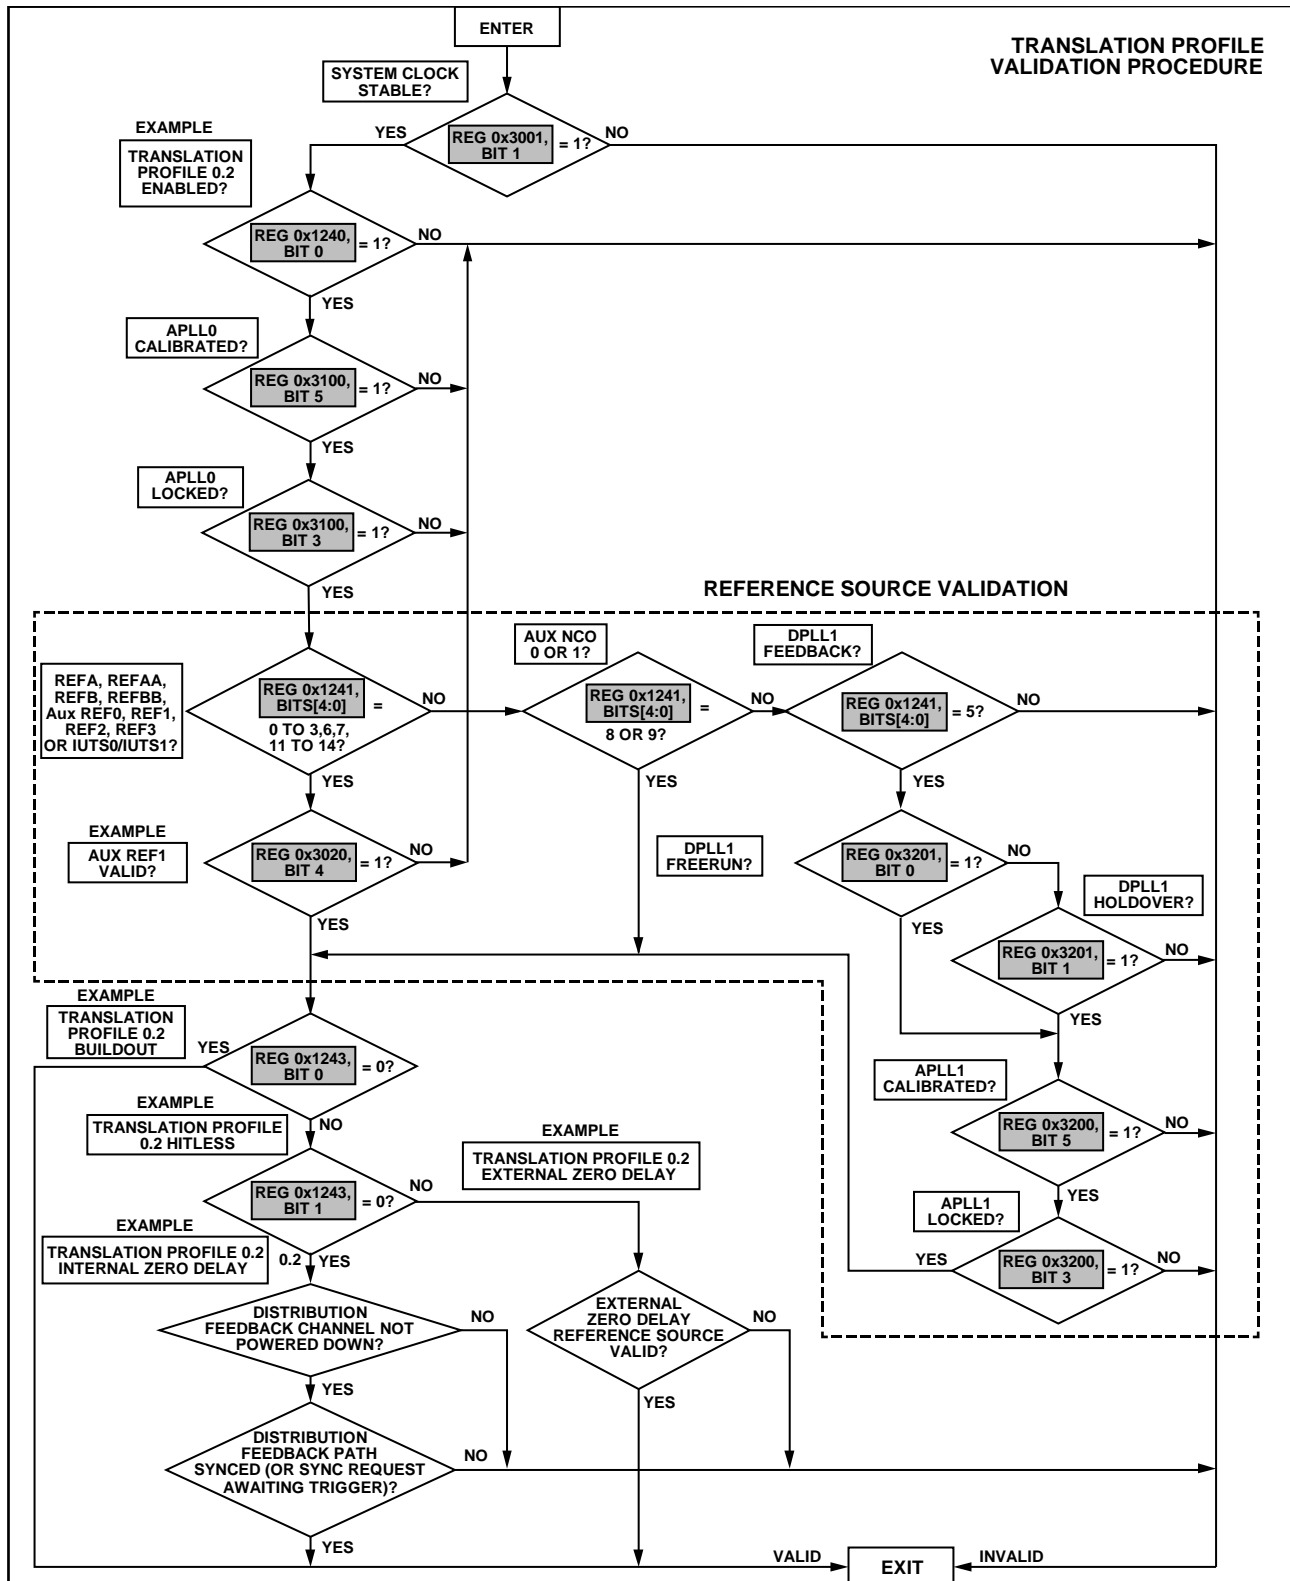 ENTER
TRANSLATION PROFILE
VALIDATION PROCEDURE
SYSTEM CLOCK
STABLE?
YES
REG 0x3001,
BIT 1
= 1?
NO
EXAMPLE
TRANSLATION
PROFILE 0.2
ENABLED?
REG 0x1240,
BIT 0
= 1?
NO
YES
APLL0
CALIBRATED?
REG 0x3100,
BIT 5
= 1?
NO
YES
APLL0
LOCKED?
REG 0x3100,
BIT 3
= 1?
NO
YES
REFERENCE SOURCE VALIDATION
REFA, REFAA,
REFB, REFBB,
Aux REF0, REF1,
REF2, REF3
OR IUTS0/IUTS1?
REG 0x1241,
BITS[4:0]
=
0 TO 3,6,7,
11 TO 14?
NO
YES
AUX NCO
0 OR 1?
REG 0x1241,
BITS[4:0]
=
8 OR 9?
NO
YES
DPLL1
FEEDBACK?
REG 0x1241,
BITS[4:0]
= 5?
NO
YES
EXAMPLE
AUX REF1
VALID?
REG 0x3020,
BIT 4
= 1?
NO
YES
DPLL1
FREERUN?
REG 0x3201,
BIT 0
= 1?
NO
YES
DPLL1
HOLDOVER?
REG 0x3201,
BIT 1
= 1?
NO
YES
APLL1
CALIBRATED?
REG 0x3200,
BIT 5
= 1?
NO
YES
APLL1
LOCKED?
YES
REG 0x3200,
BIT 3
= 1?
NO
EXAMPLE
TRANSLATION
PROFILE 0.2
BUILDOUT
YES
REG 0x1243,
BIT 0
= 0?
NO
EXAMPLE
TRANSLATION PROFILE
0.2 HITLESS
REG 0x1243,
BIT 1
= 0?
NO
EXAMPLE
TRANSLATION PROFILE 0.2
EXTERNAL ZERO DELAY
EXAMPLE
TRANSLATION PROFILE 0.2
INTERNAL ZERO DELAY
0.2
YES
DISTRIBUTION
FEEDBACK CHANNEL NOT
POWERED DOWN?
NO
YES
EXTERNAL
ZERO DELAY
REFERENCE SOURCE
VALID?
NO
YES
DISTRIBUTION
FEEDBACK PATH
SYNCED (OR SYNC REQUEST
AWAITING TRIGGER)?
NO
YES
VALID
EXIT
INVALID